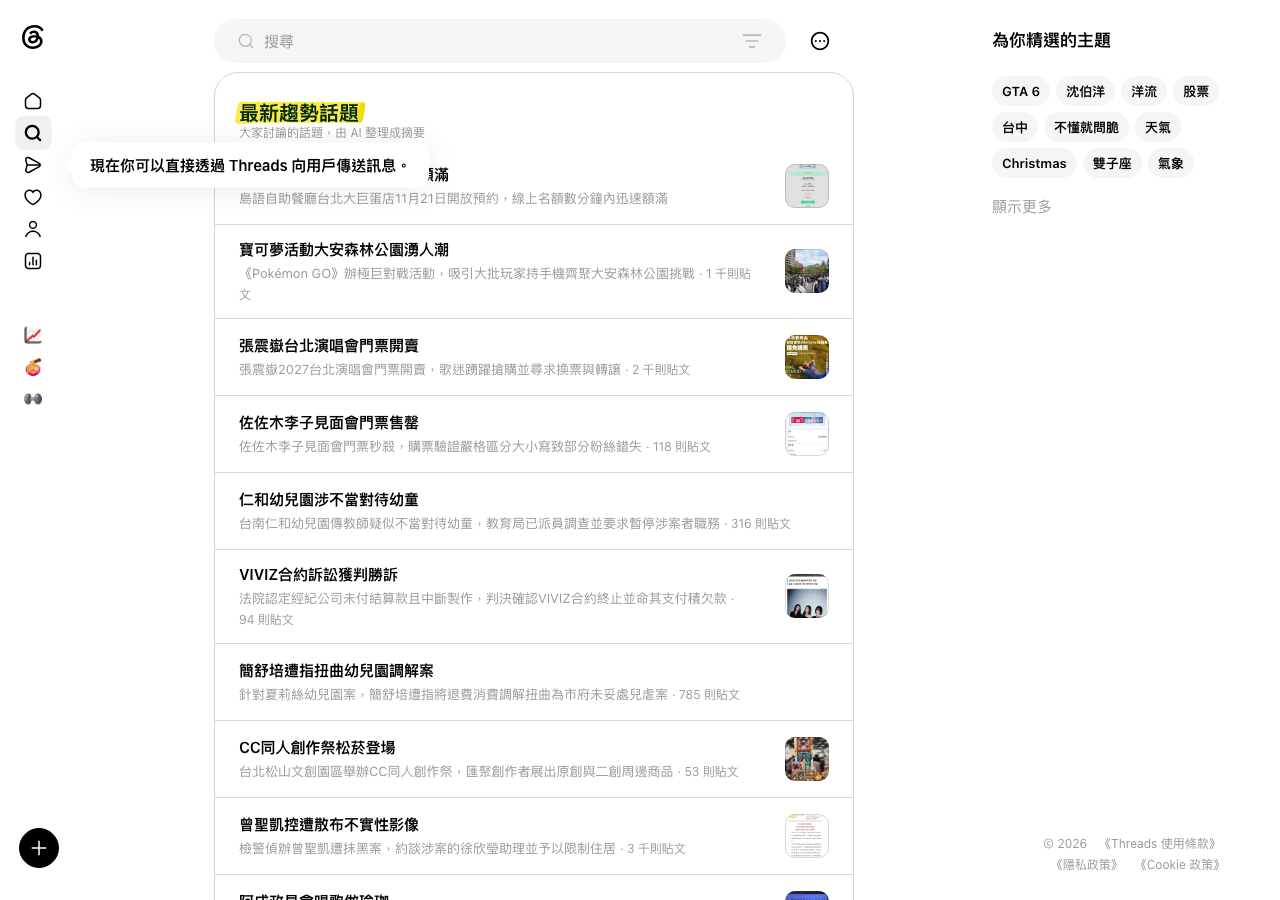 搜尋
最新趨勢話題
大家討論的話題,由 AI 整理成摘要
現在你可以直接透過 Threads 向用戶傳送訊息。
額滿
島語自助餐廳台北大巨蛋店11月21日開放預約,線上名額數分鐘內迅速額滿
寶可夢活動大安森林公園湧人潮
《Pokémon GO》辦極巨對戰活動,吸引大批玩家持手機齊聚大安森林公園挑戰 · 1 千則貼
文
張震嶽台北演唱會門票開賣
張震嶽2027台北演唱會門票開賣,歌迷踴躍搶購並尋求換票與轉讓 · 2 千則貼文
佐佐木李子見面會門票售罄
佐佐木李子見面會門票秒殺,購票驗證嚴格區分大小寫致部分粉絲錯失 · 118 則貼文
仁和幼兒園涉不當對待幼童
台南仁和幼兒園傳教師疑似不當對待幼童,教育局已派員調查並要求暫停涉案者職務 · 316 則貼文
VIVIZ合約訴訟獲判勝訴
法院認定經紀公司未付結算款且中斷製作,判決確認VIVIZ合約終止並命其支付積欠款 ·
94 則貼文
簡舒培遭指扭曲幼兒園調解案
針對夏莉絲幼兒園案,簡舒培遭指將退費消費調解扭曲為市府未妥處兒虐案 · 785 則貼文
CC同人創作祭松菸登場
台北松山文創園區舉辦CC同人創作祭,匯聚創作者展出原創與二創周邊商品 · 53 則貼文
曾聖凱控遭散布不實性影像
檢警偵辦曾聖凱遭抹黑案,約談涉案的徐欣瑩助理並予以限制住居 · 3 千則貼文
為你精選的主題
GTA 6
沈伯洋
洋流
股票
台中
不懂就問脆
天氣
Christmas
雙子座
氣象
顯示更多
© 2026
《Threads 使用條款》
《隱私政策》
《Cookie 政策》